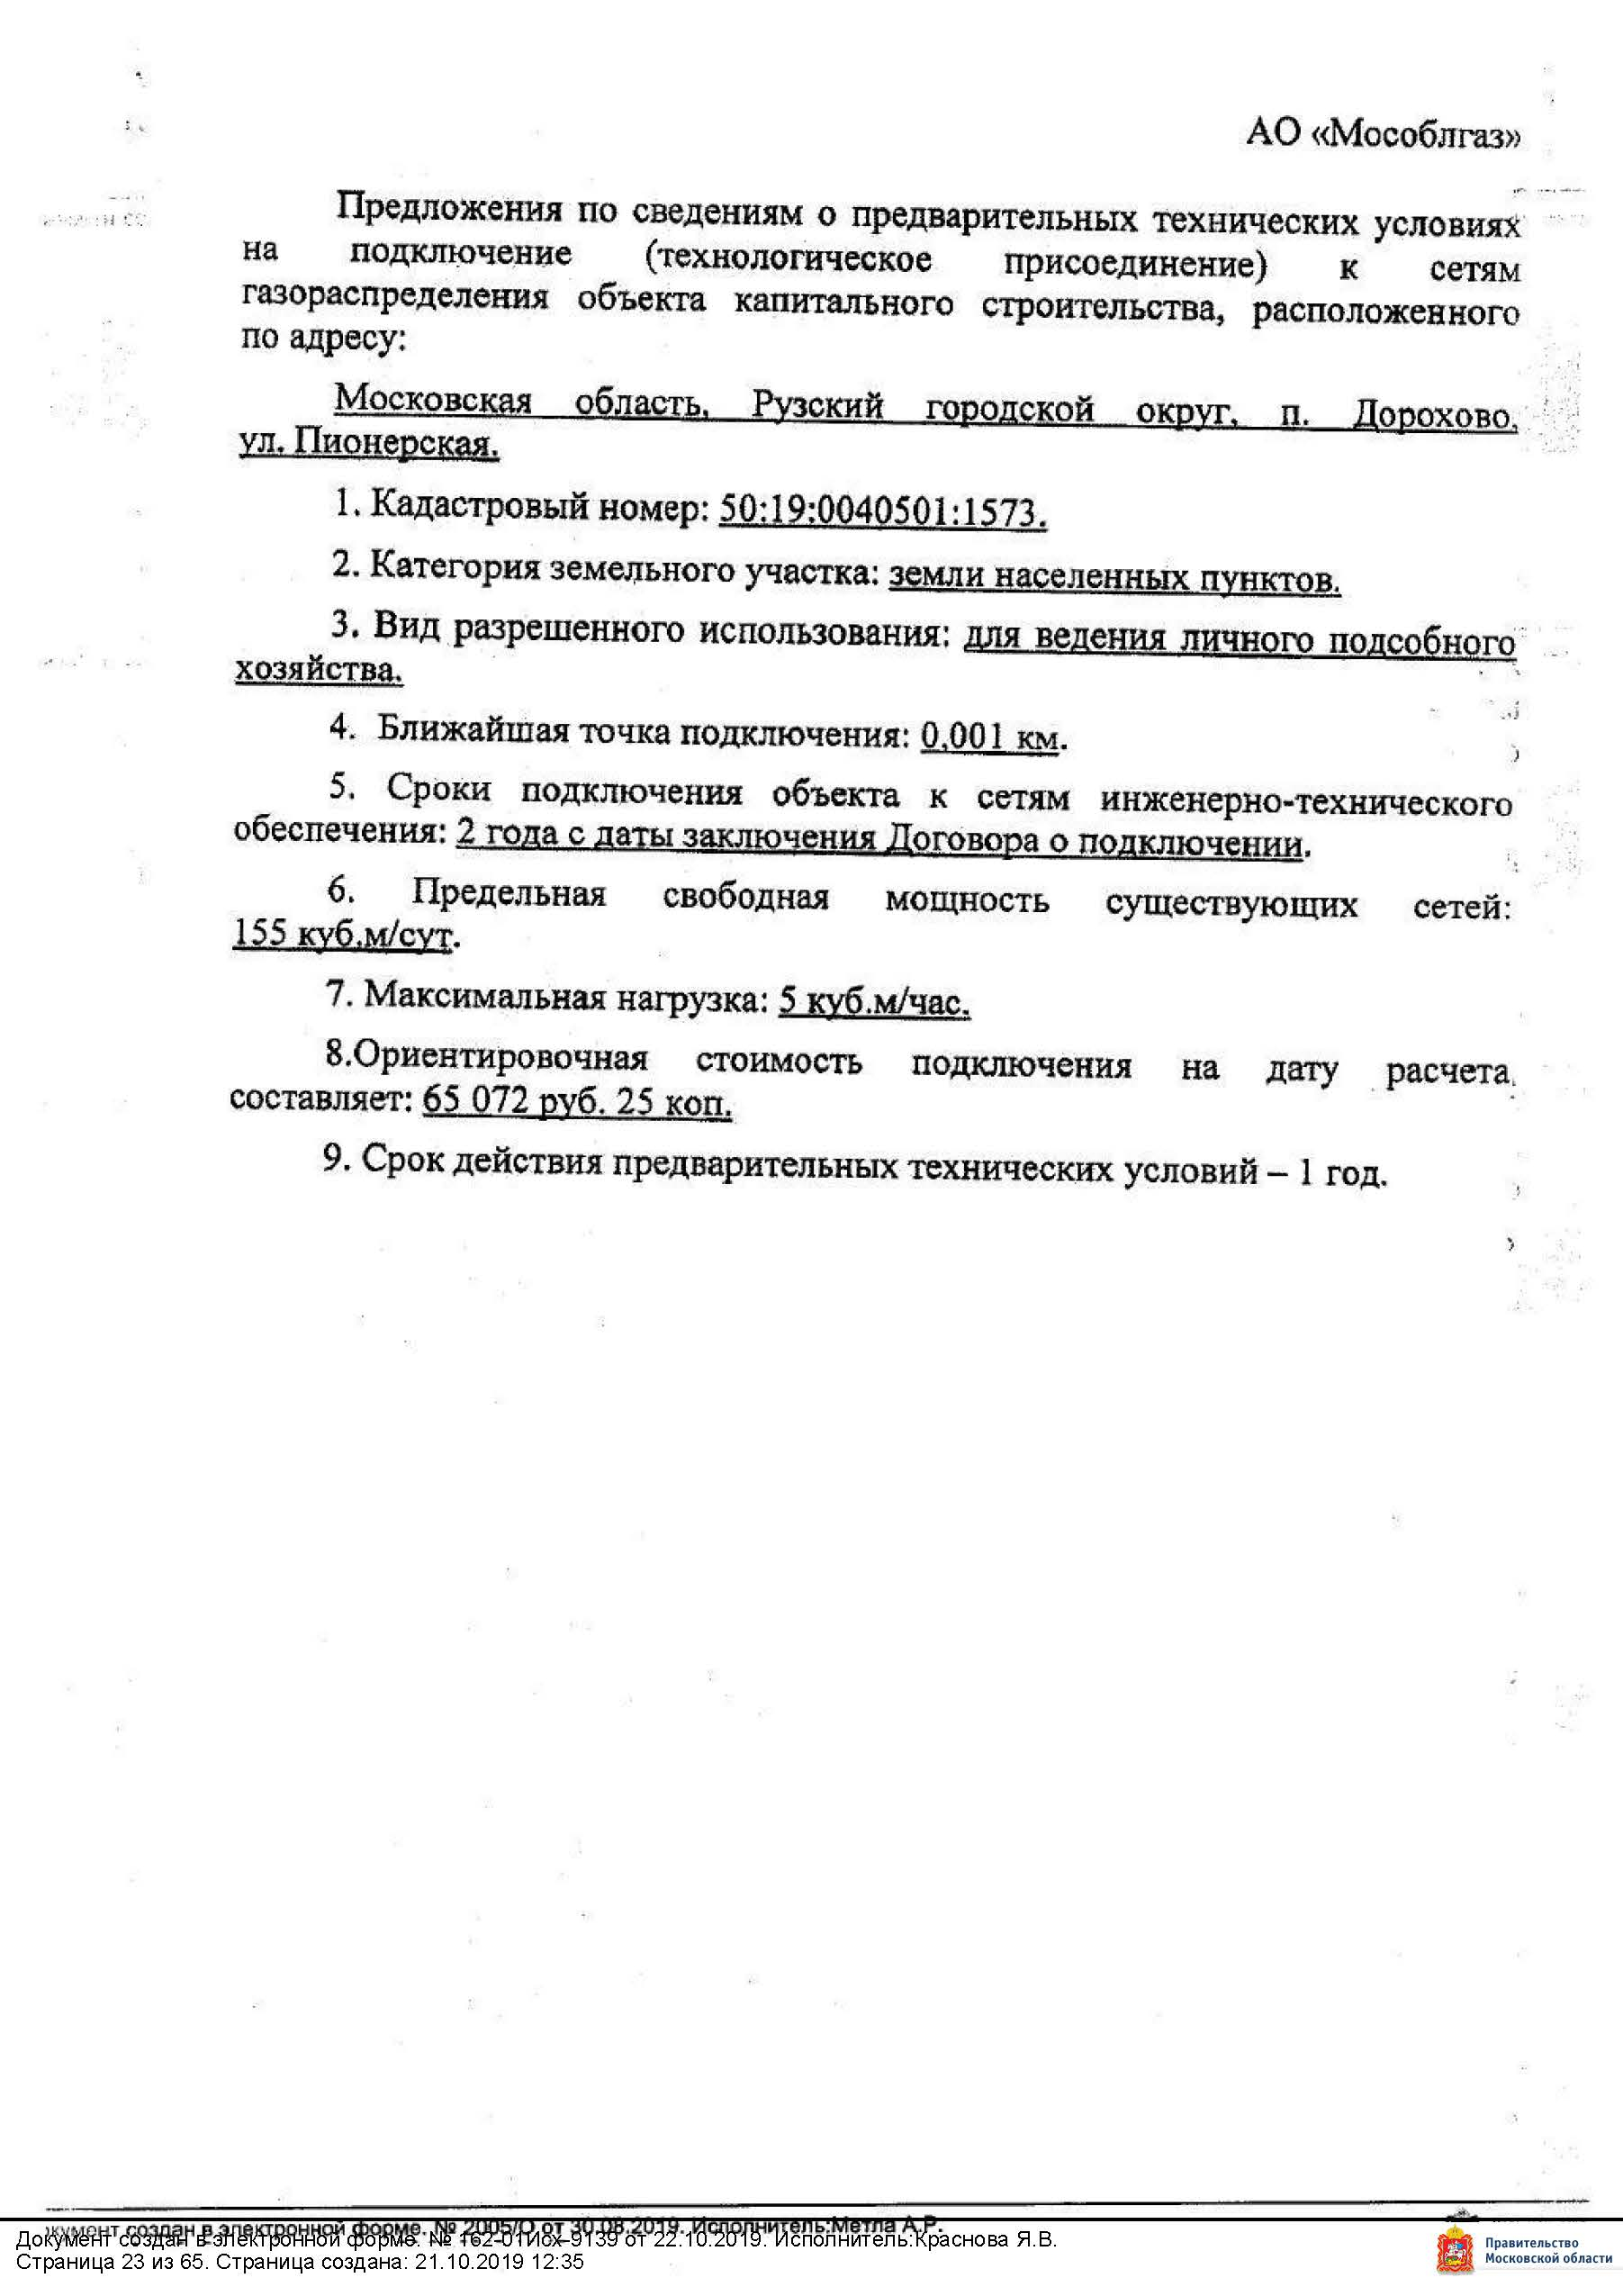 АО «Мособлгаз»
Предложения по сведениям о предварительных технических условиях
на подключение (технологическое присоединение) к сетям
газораспределения объекта капитального строительства, расположенного
по адресу:
Московская область, Рузский городской округ, п. Дорохово,
ул. Пионерская.
1. Кадастровый номер: 50:19:0040501:1573.
2. Категория земельного участка: земли населенных пунктов.
3. Вид разрешенного использования: для ведения личного подсобного
хозяйства.
4. Ближайшая точка подключения: 0,001 км.
5. Сроки подключения объекта к сетям инженерно-технического
обеспечения: 2 года с даты заключения Договора о подключении.
6. Предельная свободная мощность существующих сетей:
155 куб.м/сут.
7. Максимальная нагрузка: 5 куб.м/час.
8.Ориентировочная стоимость подключения на дату расчета
составляет: 65 072 руб. 25 коп.
9. Срок действия предварительных технических условий – 1 год.
создан в электронной форме. № 2005/О от 30.08.2019. Исполнитель:Метла А.Р.
Документ создан в электронной форме. № 162-01Исх-9139 от 22.10.2019. Исполнитель:Краснова Я.В.
Страница 23 из 65. Страница создана: 21.10.2019 12:35
Правительство
Московской области